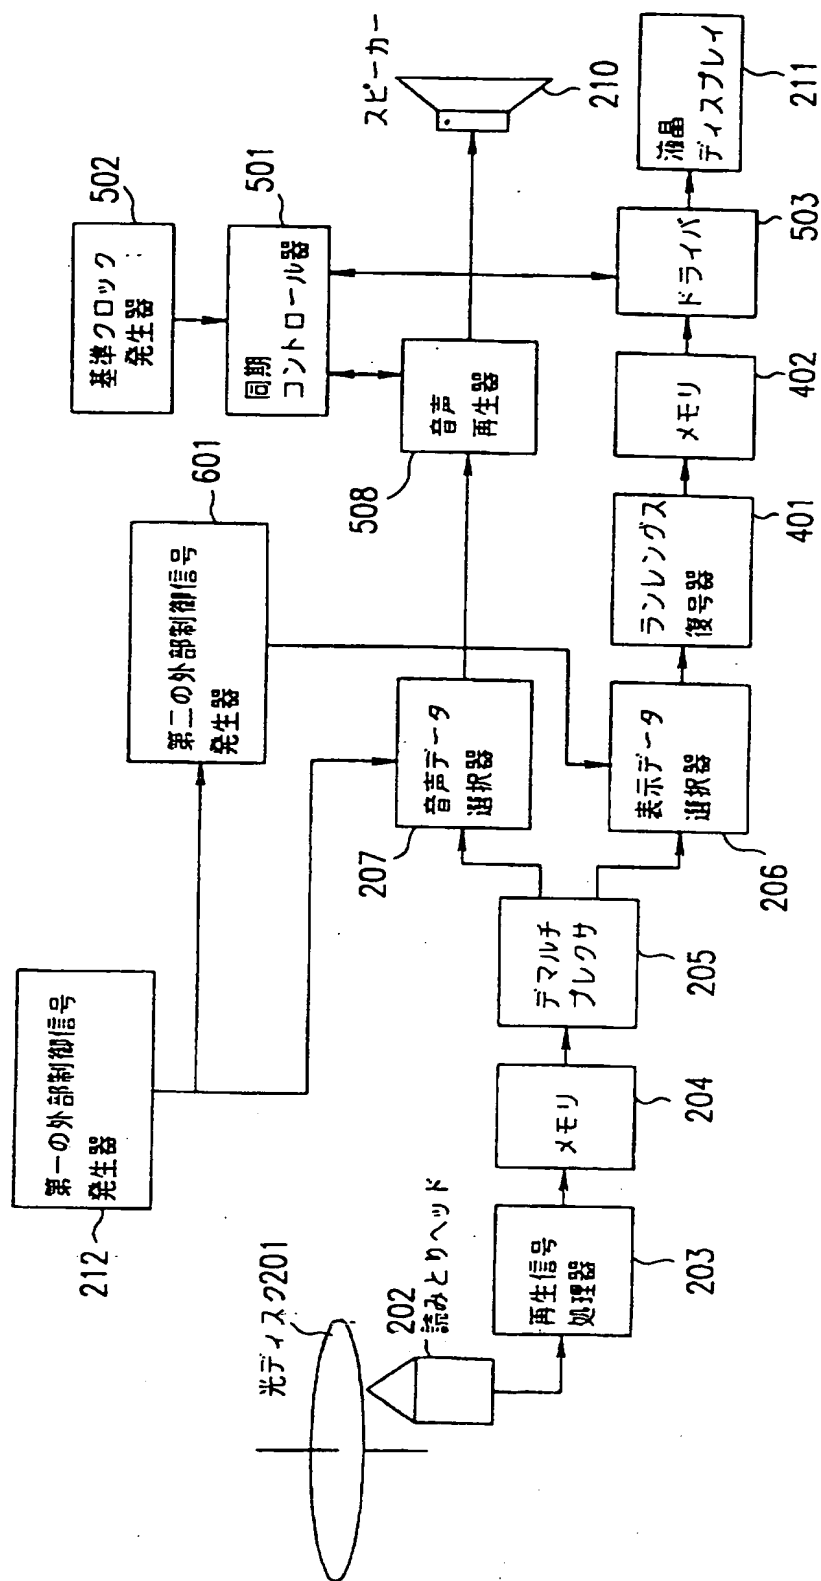 光ディスク201
202
読みとりヘッド
再生信号
処理器
203
メモリ
204
デマルチ
プレクサ
205
第一の外部制御信号
発生器
212
第二の外部制御信号
発生器
601
音声データ
選択器
207
表示データ
選択器
206
ランレングス
復号器
401
メモリ
402
音声
再生器
508
基準クロック
発生器
502
同期
コントロール器
501
ドライバ
503
スピーカー
210
液晶
ディスプレイ
211